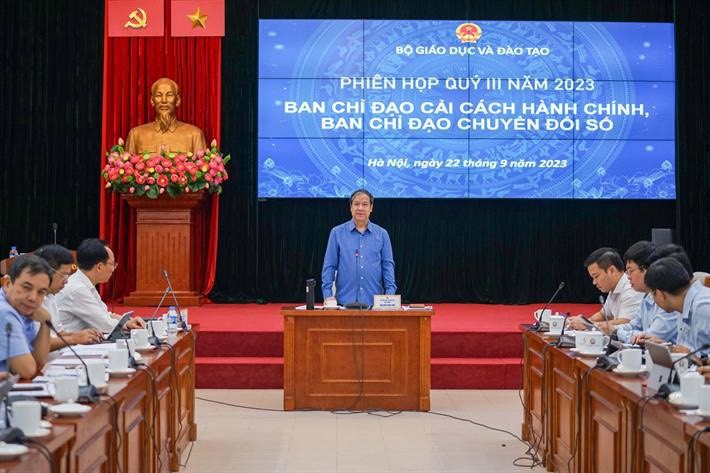 BỘ GIÁO DỤC VÀ ĐÀO TẠO
PHIÊN HỌP QUÝ III NĂM 2023
BAN CHỈ ĐẠO CẢI CÁCH HÀNH CHÍNH,
BAN CHỈ ĐẠO CHUYỂN ĐỔI SỐ
Hà Nội, ngày 22 tháng 9 năm 2023